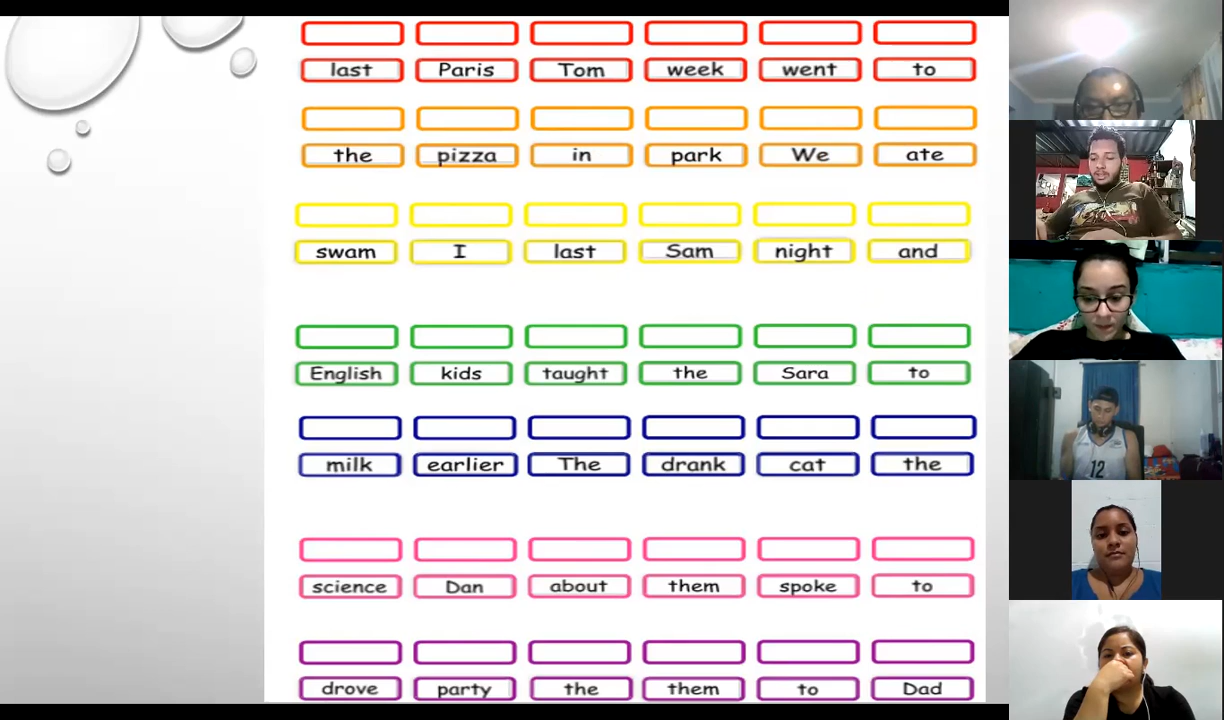 last Paris Tom week went to
the pizza in park We ate
swam I last Sam night and
English kids taught the Sara to
milk earlier The drank cat the
science Dan about them spoke to
drove party the them to Dad
12